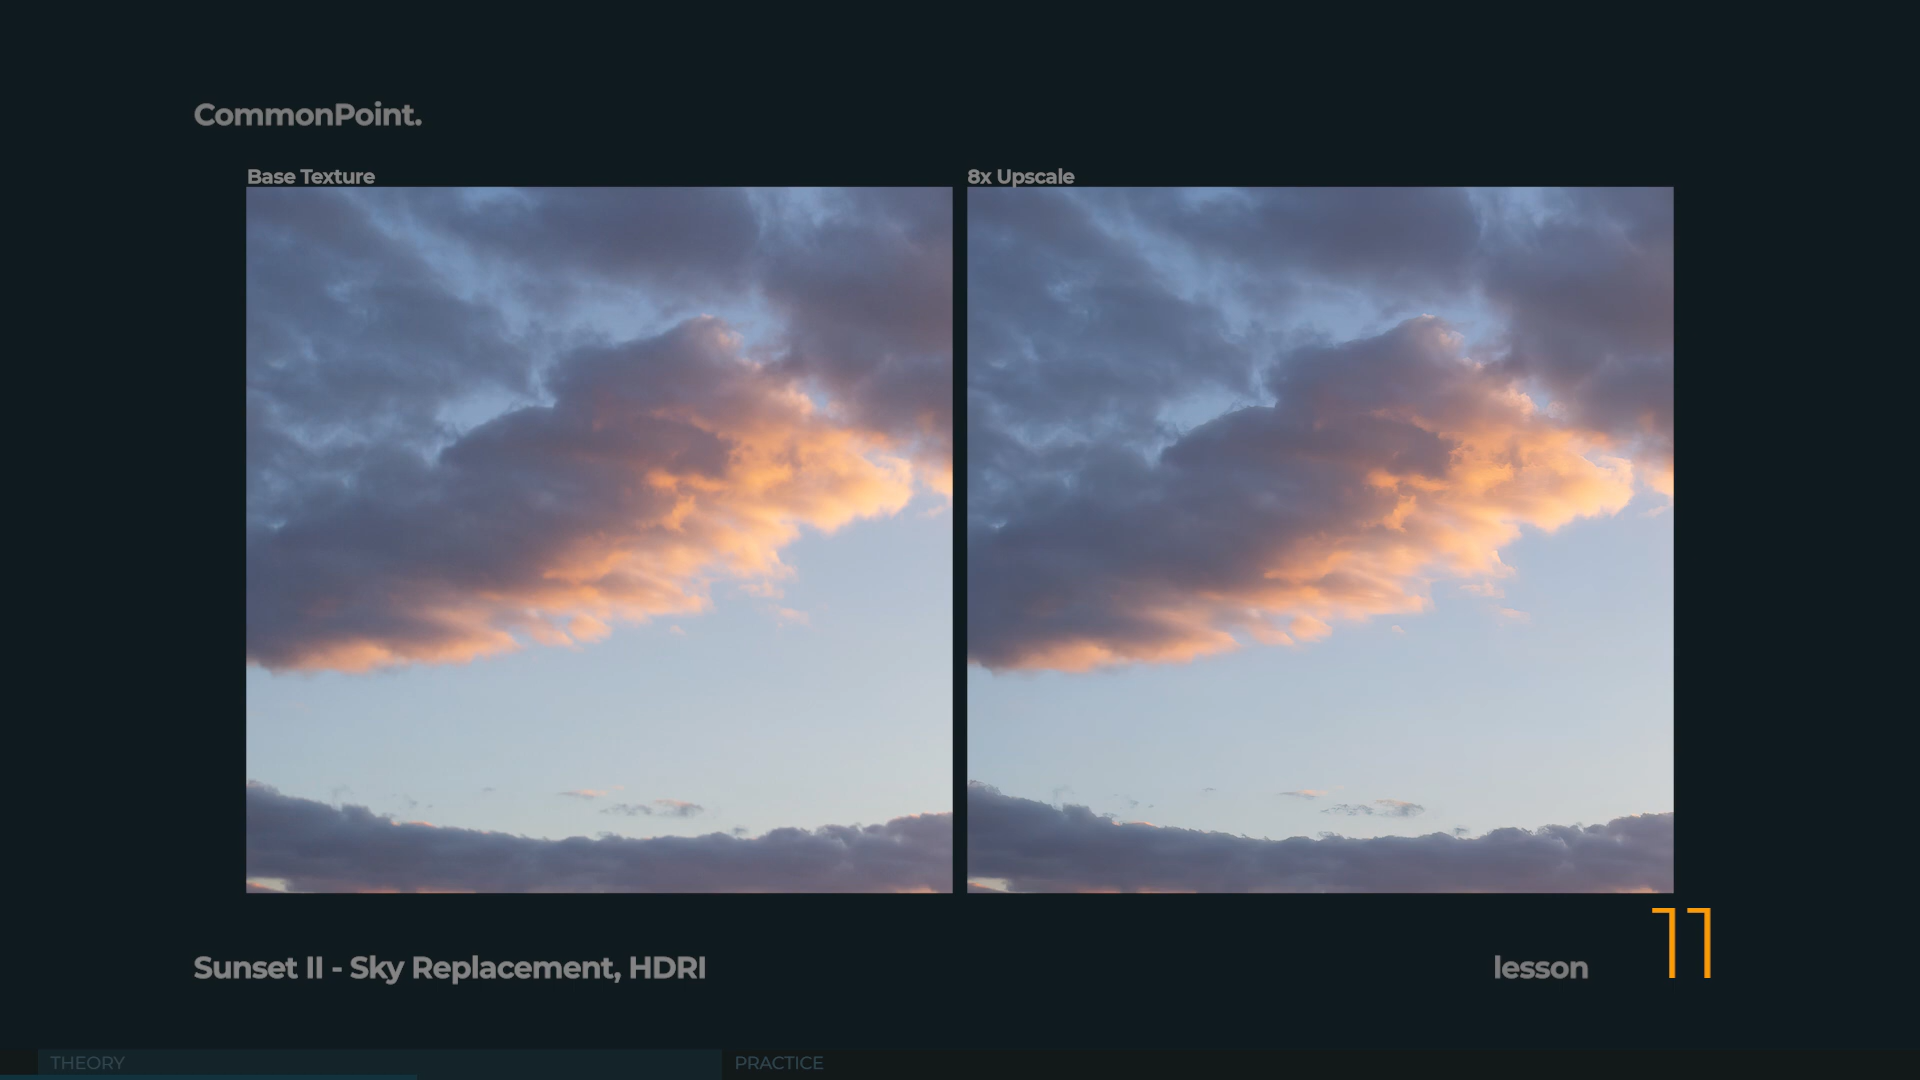 CommonPoint.
Base Texture
8x Upscale
Sunset II - Sky Replacement, HDRI
lesson 11
THEORY
PRACTICE